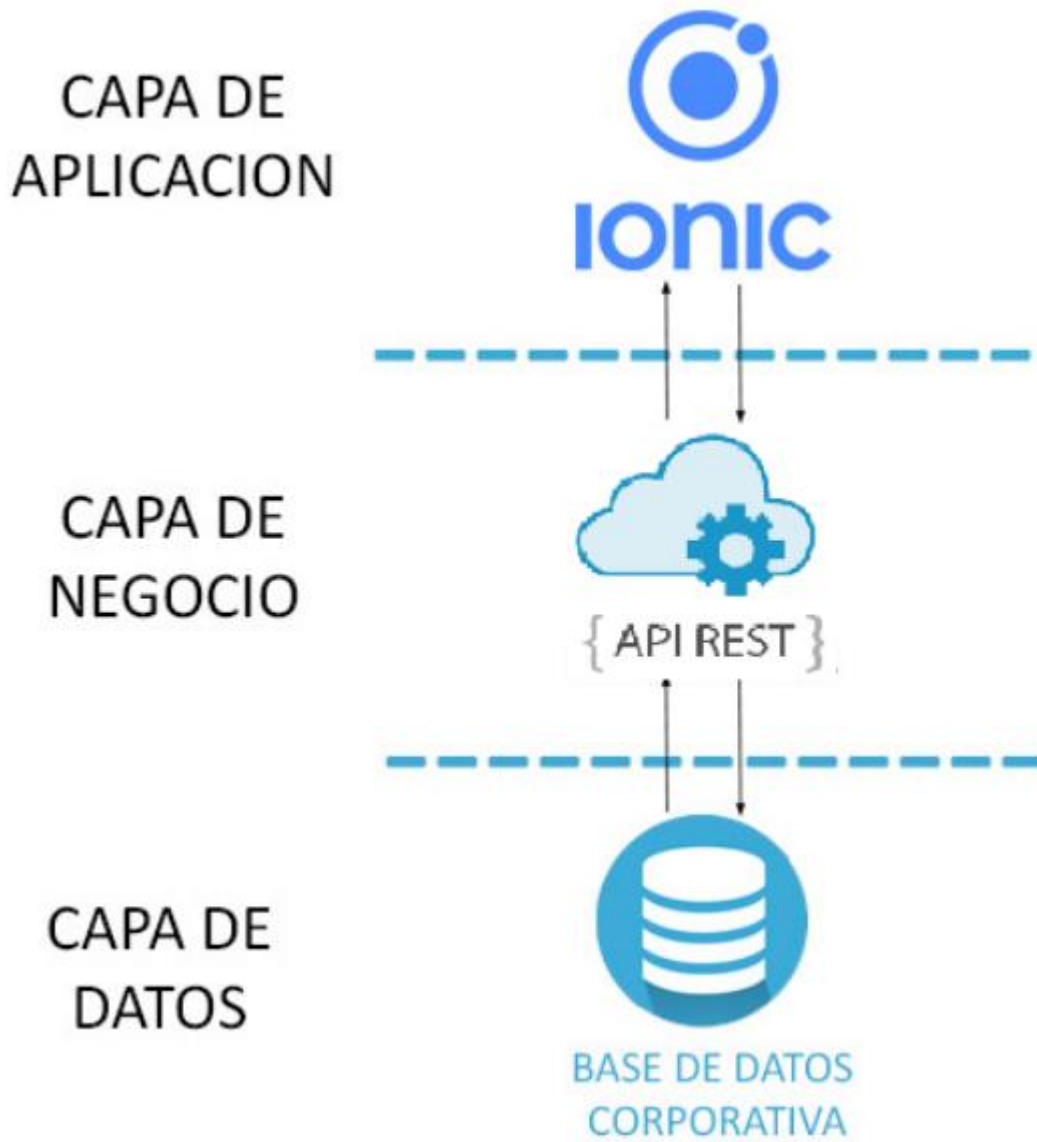 CAPA DE
APLICACION
IONIC
CAPA DE
NEGOCIO
{ API REST }
CAPA DE
DATOS
BASE DE DATOS
CORPORATIVA